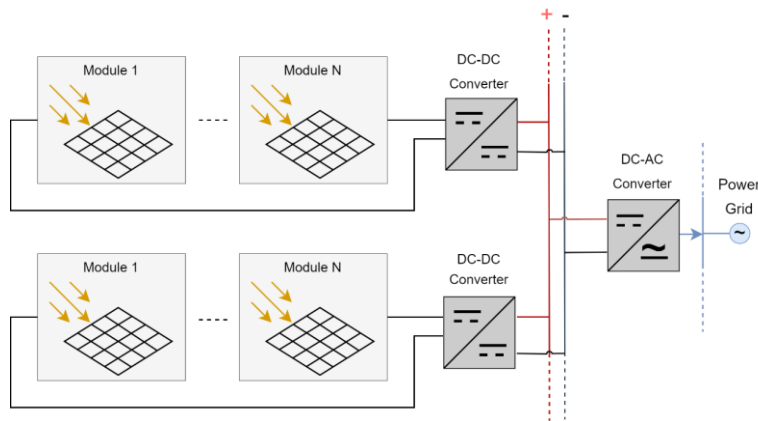 + -
DC-DC
Converter
Module 1
Module N
DC-AC
Converter
Power
Grid
DC-DC
Converter
Module 1
Module N